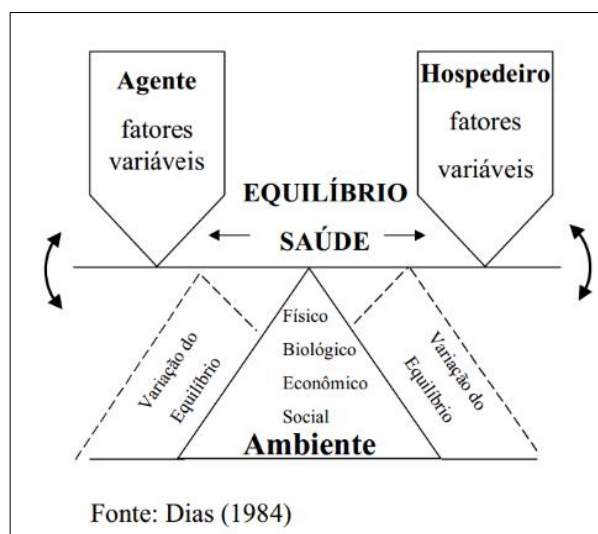 Agente
fatores
variáveis
Hospedeiro
fatores
variáveis
EQUILÍBRIO
SAÚDE
Variação do
Equilíbrio
Físico
Biológico
Econômico
Social
Ambiente
Variação do
Equilíbrio
Fonte: Dias (1984)